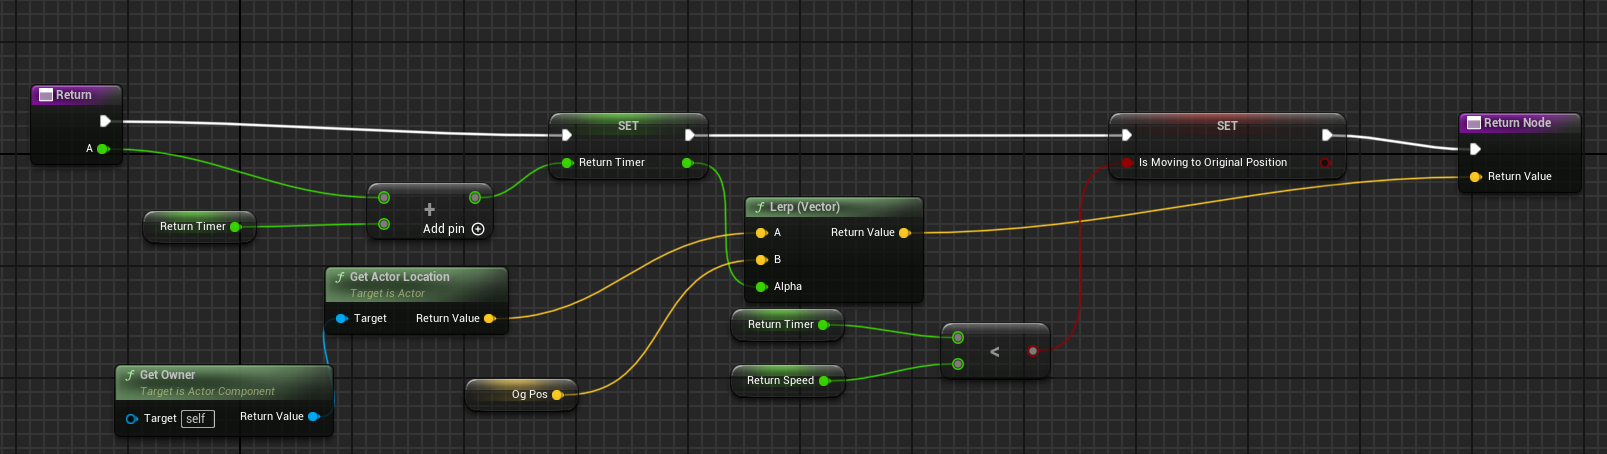 Return
A
Return Timer
+
Add pin
SET
Return Timer
Get Actor Location
Target is Actor
Target
Return Value
Get Owner
Target is Actor Component
Target
self
Return Value
Og Pos
Lerp (Vector)
A
Return Value
B
Alpha
Return Timer
Return Speed
<
SET
Is Moving to Original Position
Return Node
Return Value